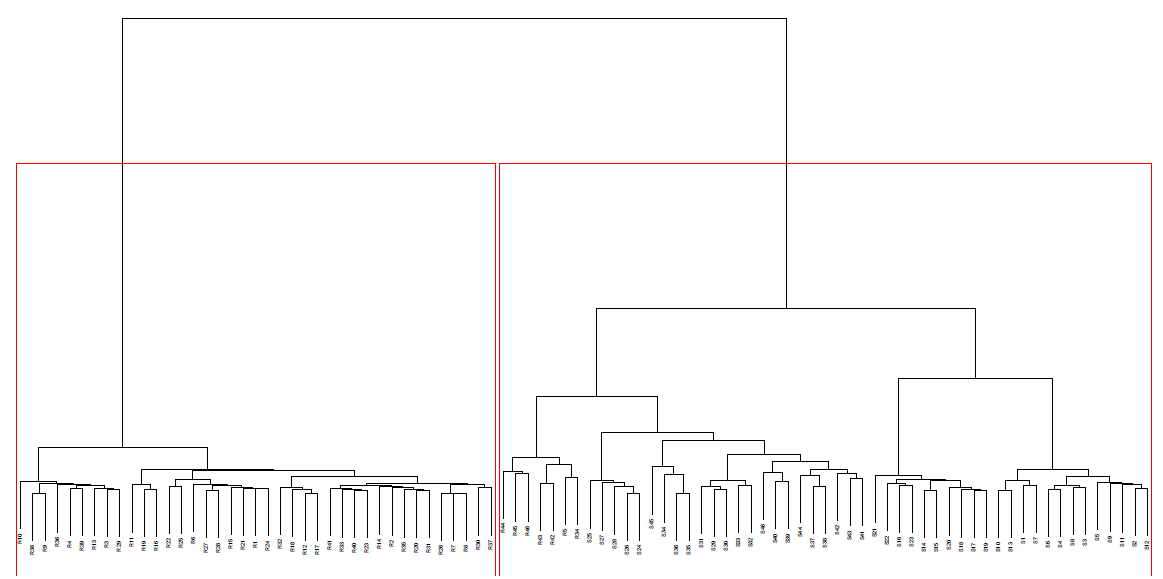 R10
R38
R9
R36
R4
R39
R13
R3
R29
R11
R19
R16
R22
R25
R6
R27
R28
R15
R21
R1
R24
R32
R18
R12
R17
R41
R33
R40
R23
R14
R2
R35
R20
R31
R26
R7
R8
R30
R37
R44
R45
R46
R43
R42
R5
R34
S25
S27
S28
S26
S24
S45
S34
S36
S35
S31
S29
S30
S33
S32
S46
S40
S39
S44
S37
S38
S42
S43
S41
S21
S22
S16
S23
S14
S15
S20
S18
S17
S19
S10
S13
S1
S7
S6
S4
S8
S3
S5
S9
S11
S2
S12